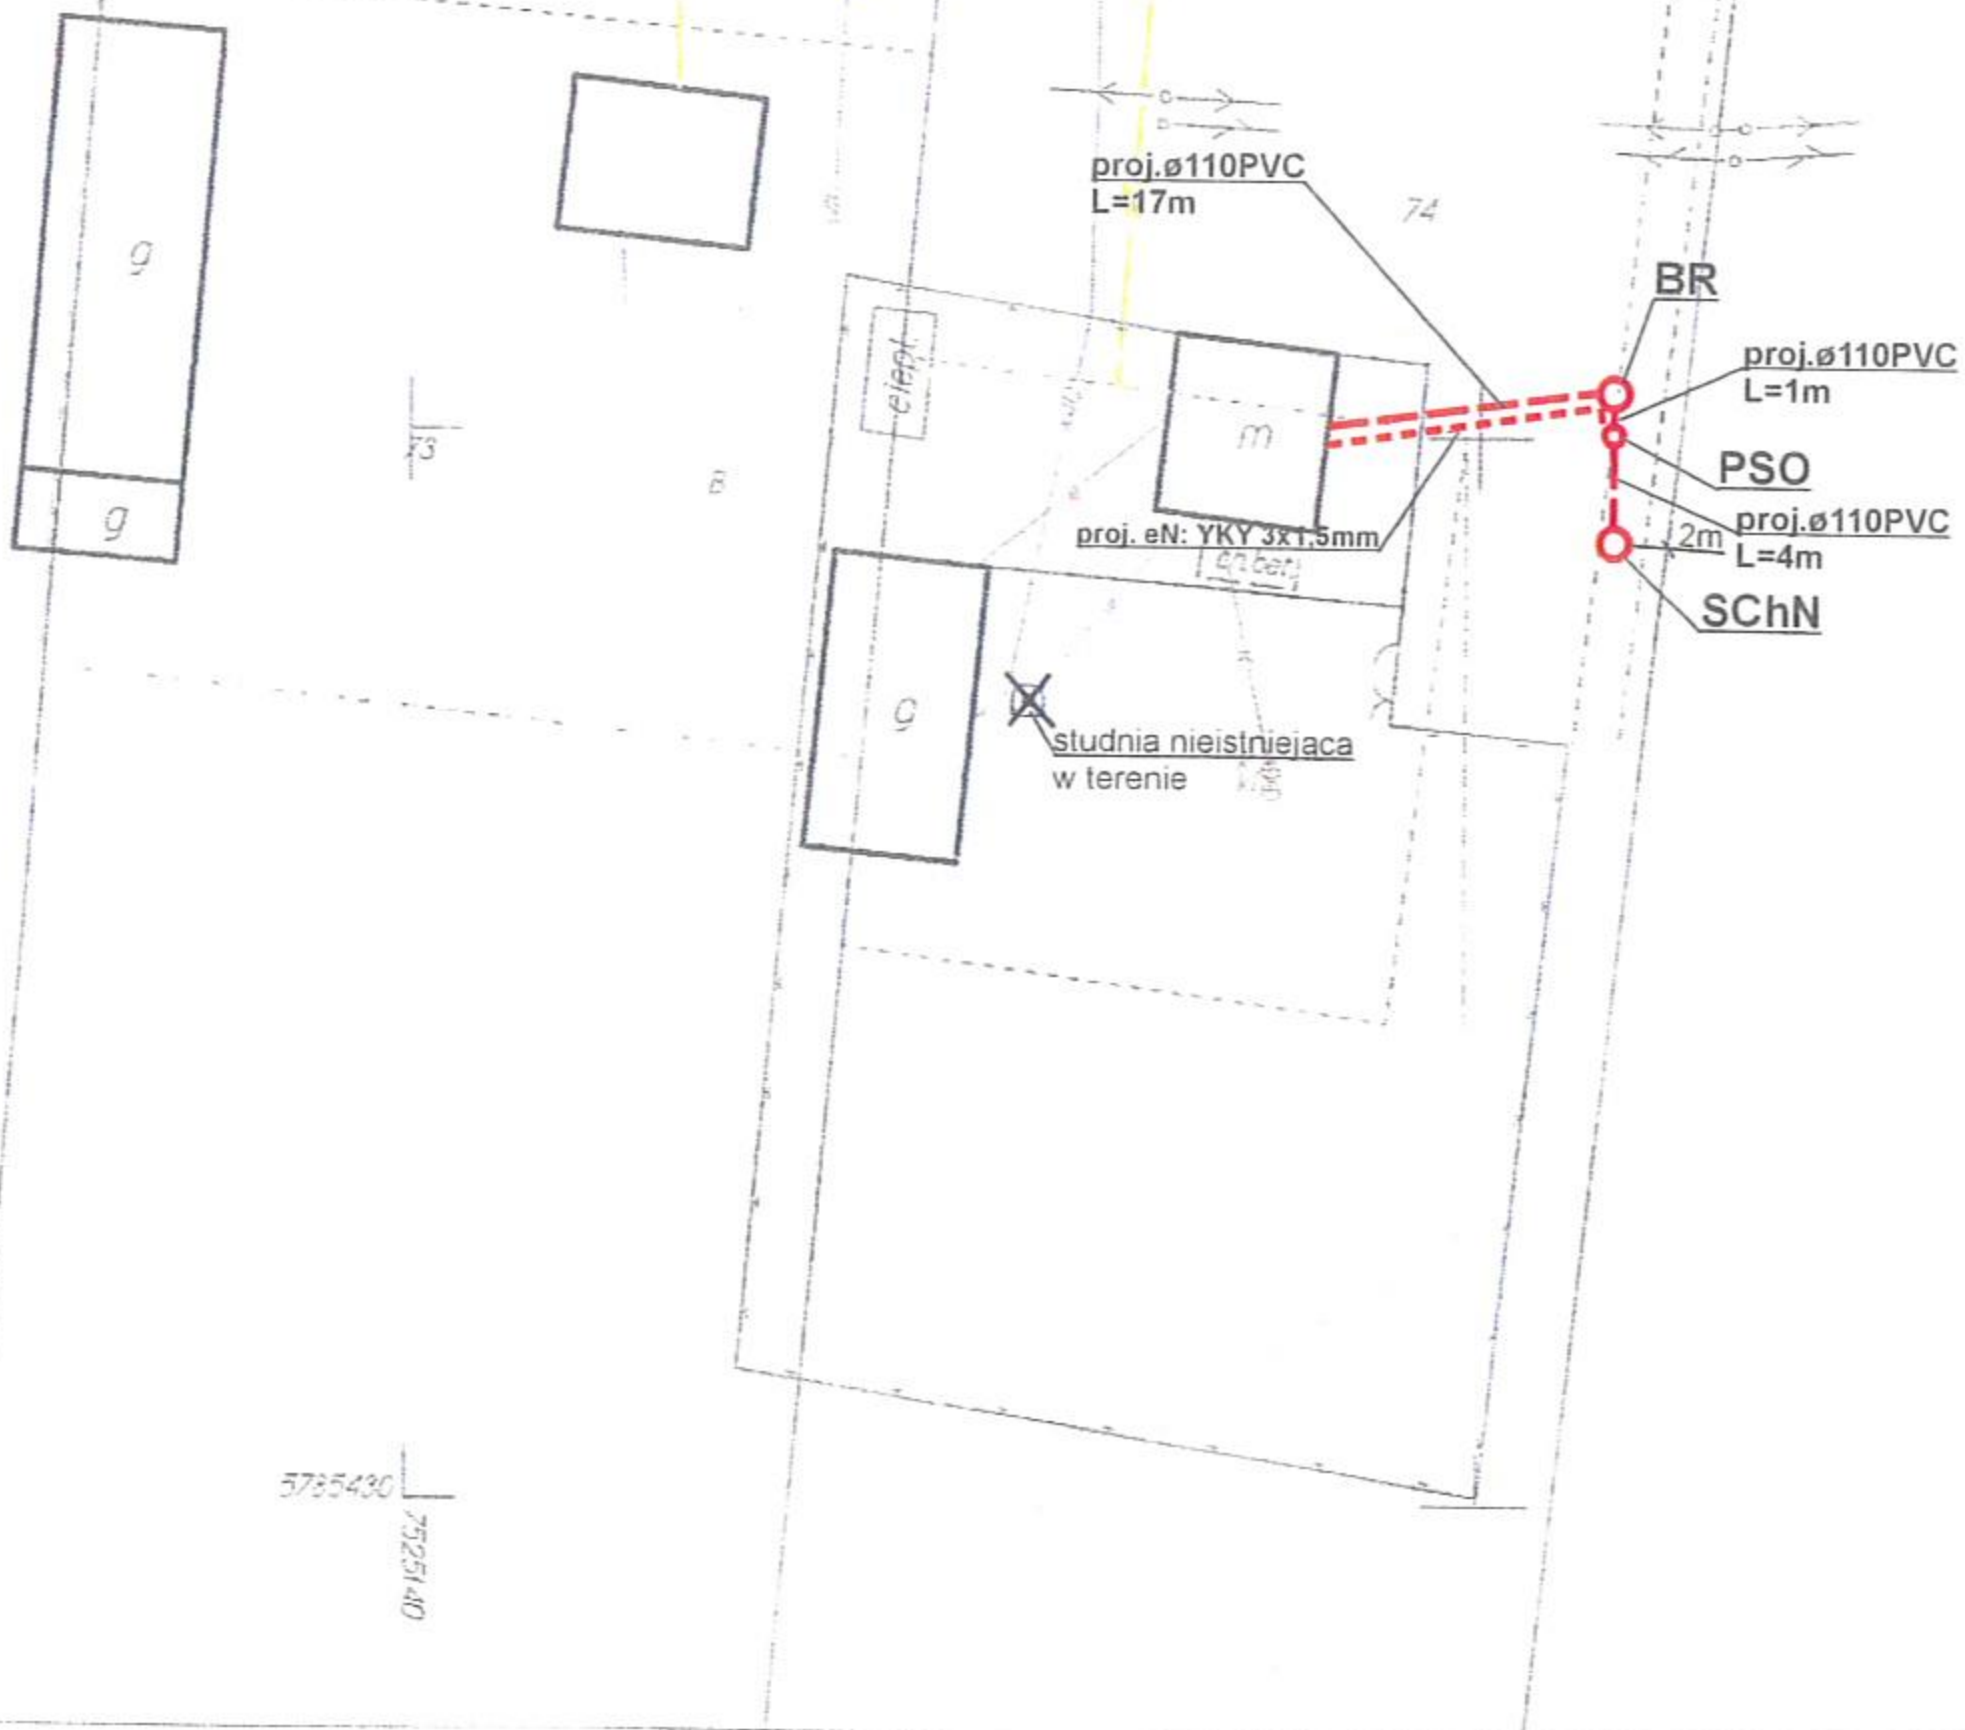 proj.ø110PVC
L=17m
74
BR
proj.ø110PVC
L=1m
PSO
proj.ø110PVC
L=4m
2m
SChN
proj. eN: YKY 3x1,5mm
m
g
g
g
studnia nieistniejąca
w terenie
5785430
7525140